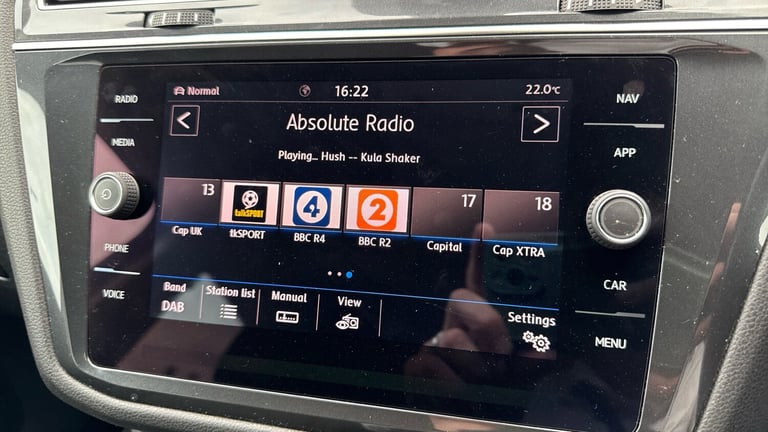 Normal 16:22 22.0°C
Absolute Radio
Playing... Hush -- Kula Shaker
13 talkSPORT 4 2 17 18
Cap UK tkSPORT BBC R4 BBC R2 Capital Cap XTRA
Band Station list Manual View Settings
DAB
RADIO
MEDIA
PHONE
VOICE
NAV
APP
CAR
MENU